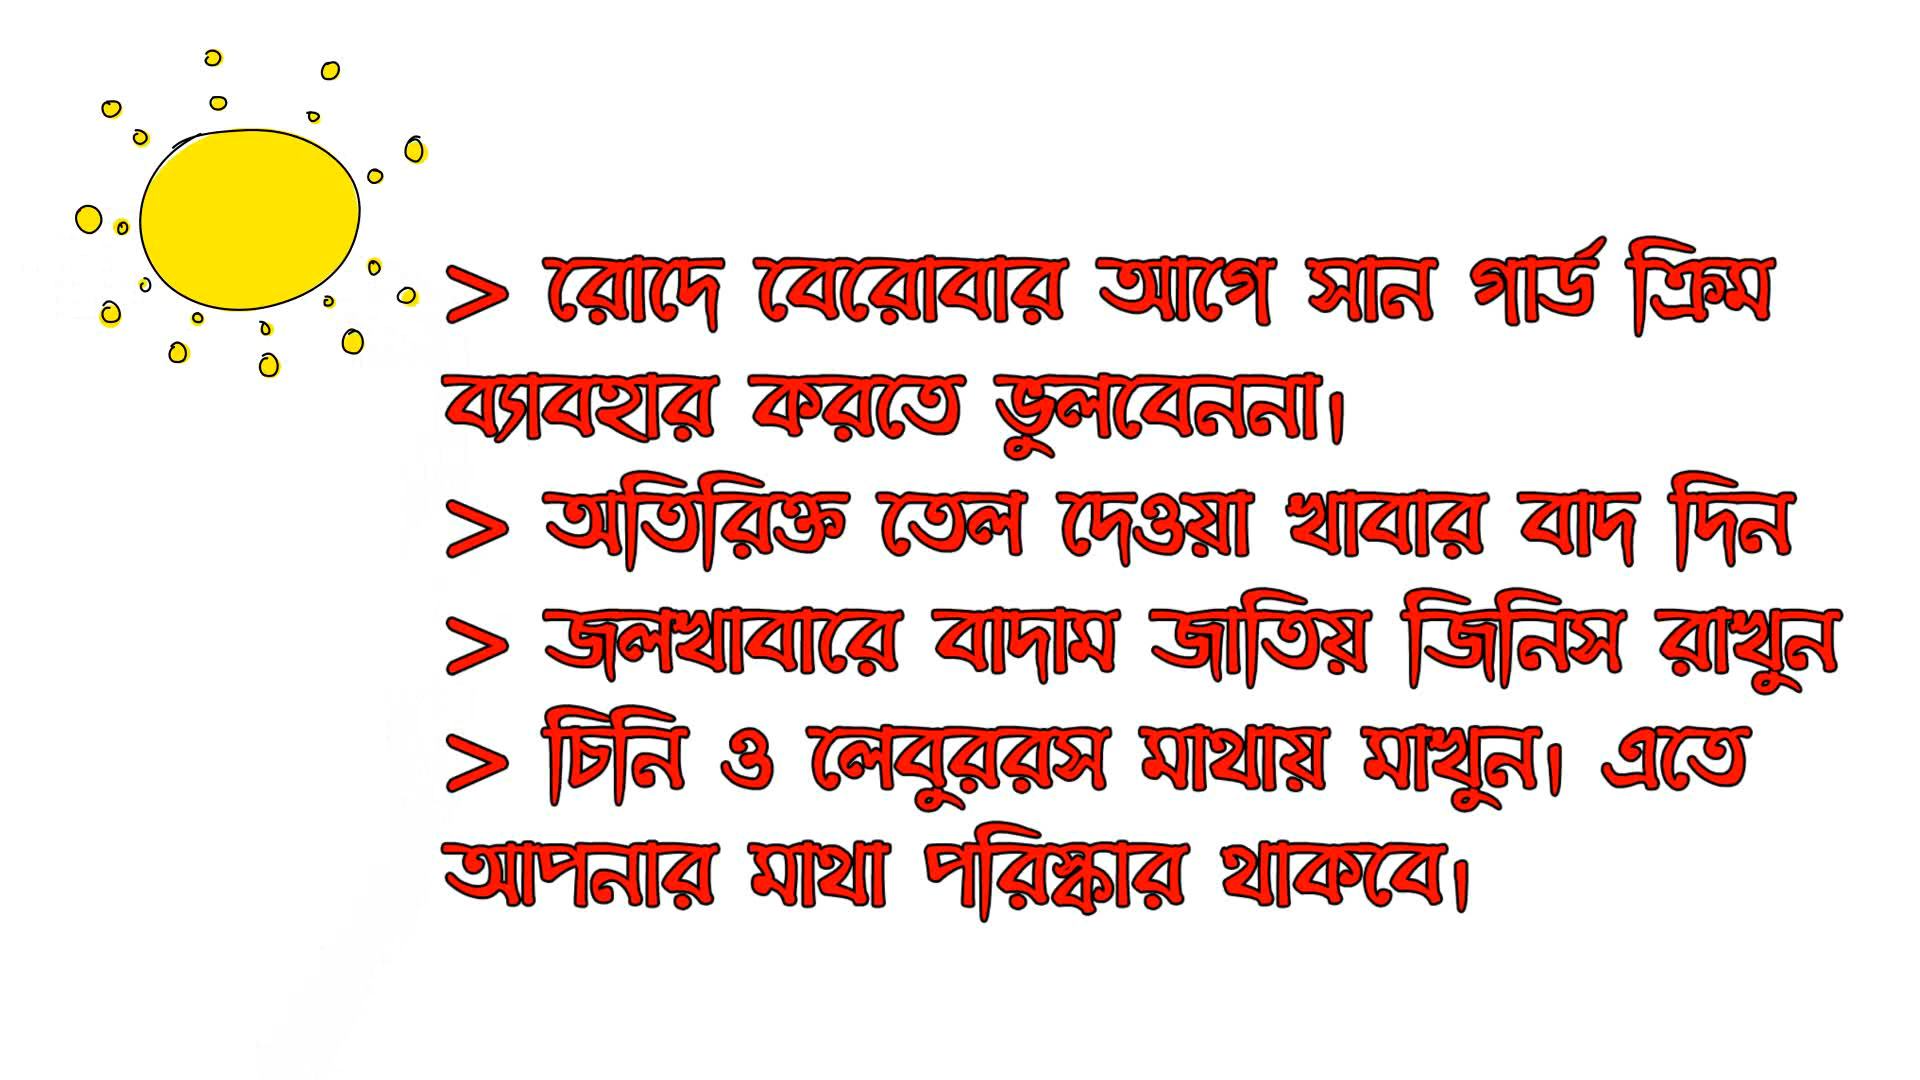 > রোদে বেরোবার আগে সান গার্ড ক্রিম
ব্যাবহার করতে ভুলবেননা।
> অতিরিক্ত তেল দেওয়া খাবার বাদ দিন
> জলখাবারে বাদাম জাতিয় জিনিস রাখুন
> চিনি ও লেবুররস মাথায় মাখুন। এতে
আপনার মাথা পরিস্কার থাকবে।